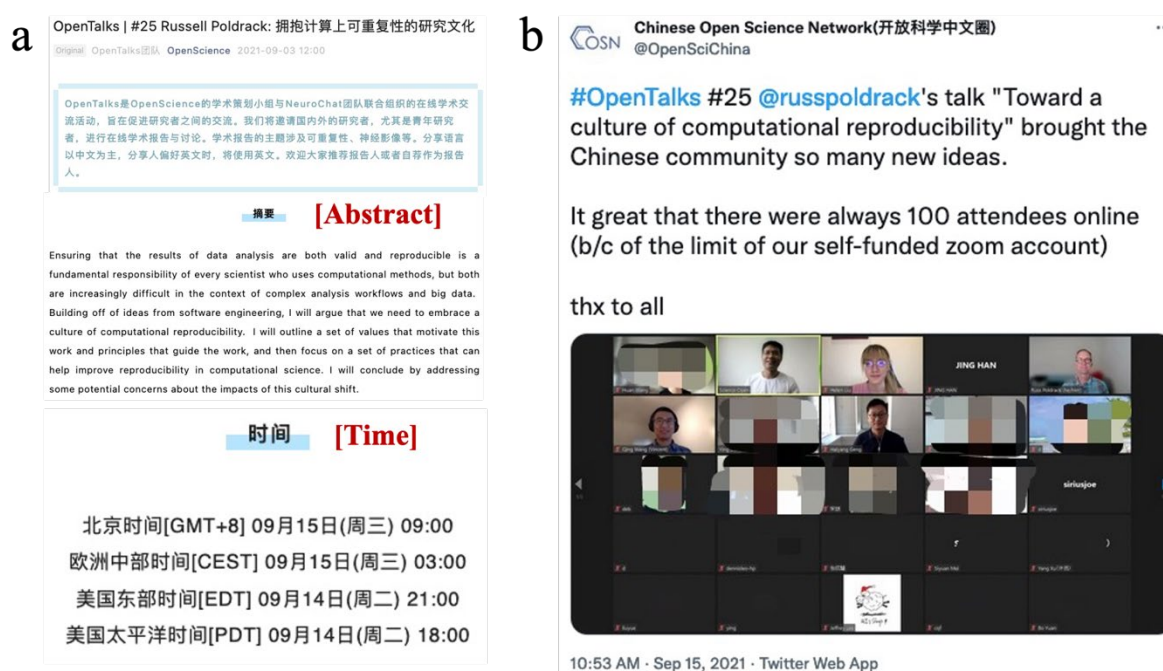 a
OpenTalks | #25 Russell Poldrack: 拥抱计算上可重复性的研究文化
Original OpenTalks团队 OpenScience 2021-09-03 12:00
OpenTalks是OpenScience的学术策划小组与NeuroChat团队联合组织的在线学术交
流活动，旨在促进研究者之间的交流。我们将邀请国内外的研究者，尤其是青年研究
者，进行在线学术报告与讨论。学术报告的主题涉及可重复性、神经影像等。分享语言
以中文为主，分享人偏好英文时，将使用英文。欢迎大家推荐报告人或者自荐作为报告
人。
摘要 [Abstract]
Ensuring that the results of data analysis are both valid and reproducible is a
fundamental responsibility of every scientist who uses computational methods, but both
are increasingly difficult in the context of complex analysis workflows and big data.
Building off of ideas from software engineering, I will argue that we need to embrace a
culture of computational reproducibility. I will outline a set of values that motivate this
work and principles that guide the work, and then focus on a set of practices that can
help improve reproducibility in computational science. I will conclude by addressing
some potential concerns about the impacts of this cultural shift.
时间 [Time]
北京时间[GMT+8] 09月15日(周三) 09:00
欧洲中部时间[CEST] 09月15日(周三) 03:00
美国东部时间[EDT] 09月14日(周二) 21:00
美国太平洋时间[PDT] 09月14日(周二) 18:00
b
COSN
Chinese Open Science Network(开放科学中文圈)
@OpenSciChina
#OpenTalks #25 @russpoldrack's talk "Toward a
culture of computational reproducibility" brought the
Chinese community so many new ideas.
It great that there were always 100 attendees online
(b/c of the limit of our self-funded zoom account)
thx to all
JING HAN
JING HAN
siriusjoe
siriusjoe
10:53 AM · Sep 15, 2021 · Twitter Web App